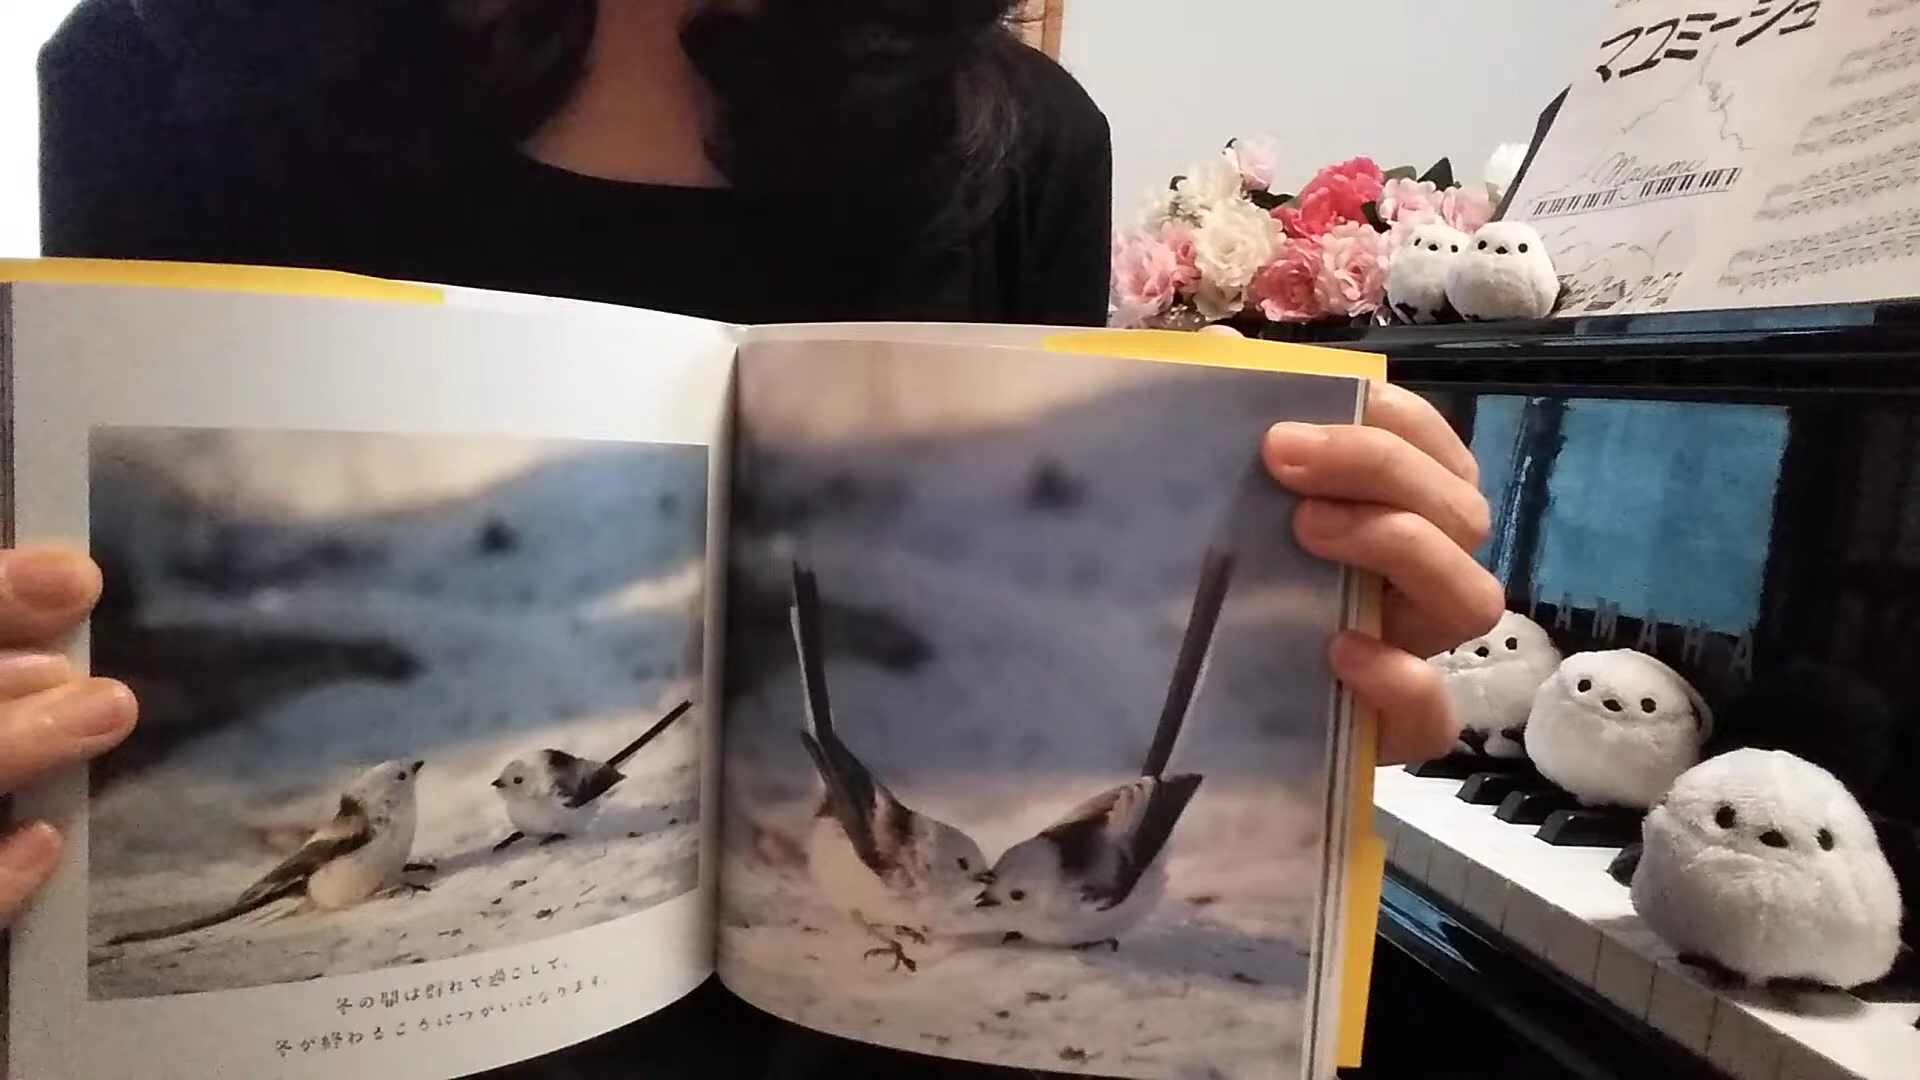 マユミーシュ
Mayumi
YAMAHA
冬の間は群れで過ごして、
冬が終わるころにつがいになります。